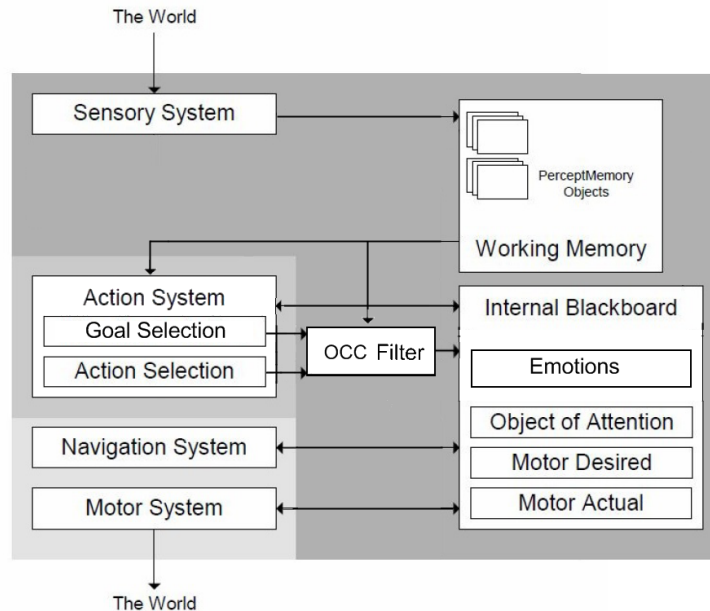 The World
Sensory System
PerceptMemory
Objects
Working Memory
Action System
Goal Selection
Action Selection
OCC Filter
Internal Blackboard
Emotions
Object of Attention
Motor Desired
Motor Actual
Navigation System
Motor System
The World